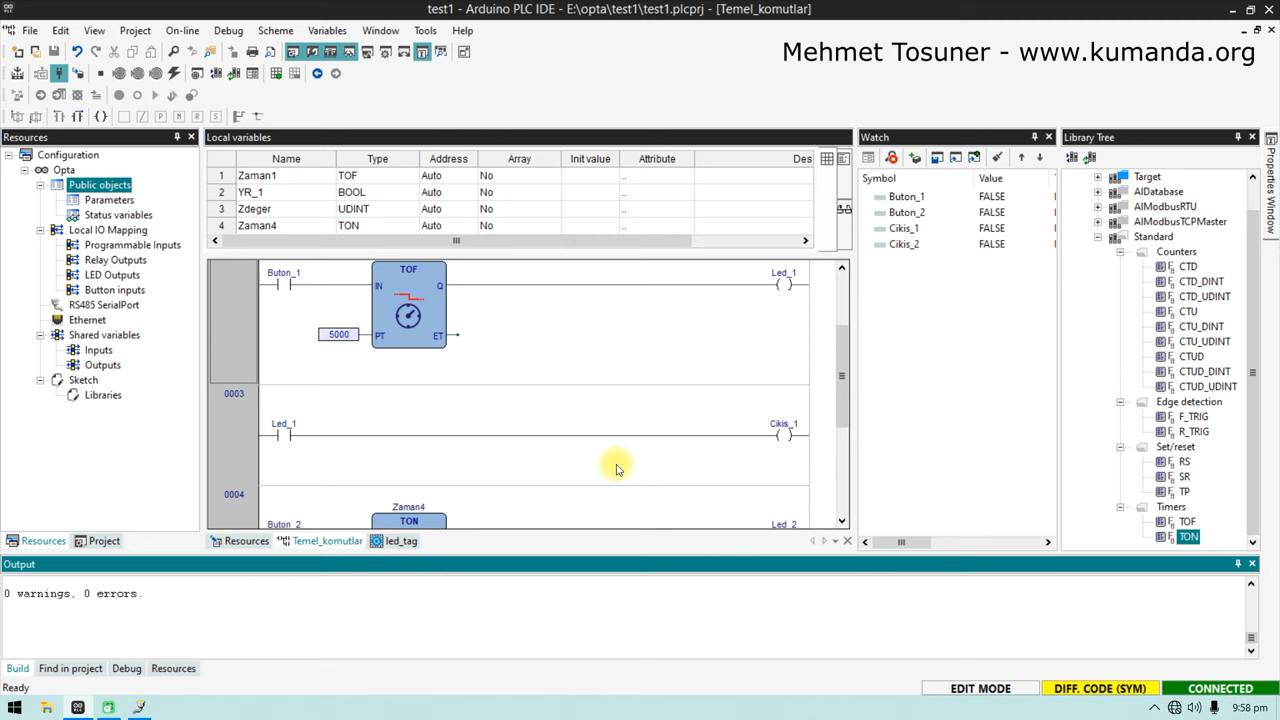 test1 - Arduino PLC IDE - E:\opta\test1\test1.plcprj - [Temel_komutlar]
File Edit View Project On-line Debug Scheme Variables Window Tools Help
Mehmet Tosuner - www.kumanda.org
Resources
Configuration
Opta
Public objects
Parameters
Status variables
Local IO Mapping
Programmable Inputs
Relay Outputs
LED Outputs
Button inputs
RS485 SerialPort
Ethernet
Shared variables
Inputs
Outputs
Sketch
Libraries
Resources Project
Local variables
Name Type Address Array Init value Attribute Des
1 Zaman1 TOF Auto No ..
2 YR_1 BOOL Auto No ..
3 Zdeger UDINT Auto No ..
4 Zaman4 TON Auto No ..
Buton_1 TOF Led_1
IN Q
5000 PT ET
0003
Led_1 Cikis_1
0004
Zaman4
Buton_2 TON Led_2
Resources Temel_komutlar led_tag
Watch
Symbol Value
Buton_1 FALSE
Buton_2 FALSE
Cikis_1 FALSE
Cikis_2 FALSE
Library Tree
Target
AIDatabase
AIModbusRTU
AIModbusTCPMaster
Standard
Counters
CTD
CTD_DINT
CTD_UDINT
CTU
CTU_DINT
CTU_UDINT
CTUD
CTUD_DINT
CTUD_UDINT
Edge detection
F_TRIG
R_TRIG
Set/reset
RS
SR
TP
Timers
TOF
TON
Properties Window
Output
0 warnings, 0 errors.
Build Find in project Debug Resources
Ready EDIT MODE DIFF. CODE (SYM) CONNECTED
9:58 pm